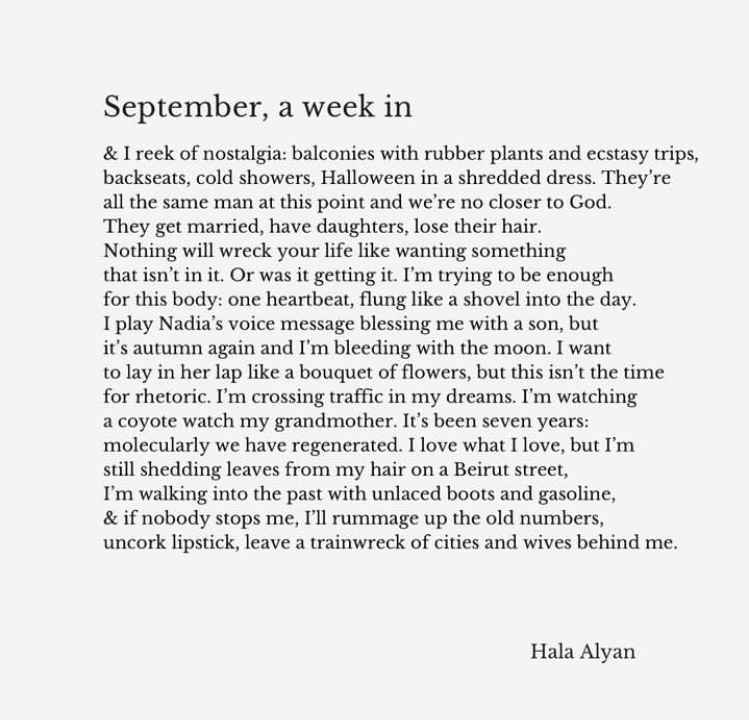 September, a week in
& I reek of nostalgia: balconies with rubber plants and ecstasy trips,
backseats, cold showers, Halloween in a shredded dress. They’re
all the same man at this point and we’re no closer to God.
They get married, have daughters, lose their hair.
Nothing will wreck your life like wanting something
that isn’t in it. Or was it getting it. I’m trying to be enough
for this body: one heartbeat, flung like a shovel into the day.
I play Nadia’s voice message blessing me with a son, but
it’s autumn again and I’m bleeding with the moon. I want
to lay in her lap like a bouquet of flowers, but this isn’t the time
for rhetoric. I’m crossing traffic in my dreams. I’m watching
a coyote watch my grandmother. It’s been seven years:
molecularly we have regenerated. I love what I love, but I’m
still shedding leaves from my hair on a Beirut street,
I’m walking into the past with unlaced boots and gasoline,
& if nobody stops me, I’ll rummage up the old numbers,
uncork lipstick, leave a trainwreck of cities and wives behind me.
Hala Alyan